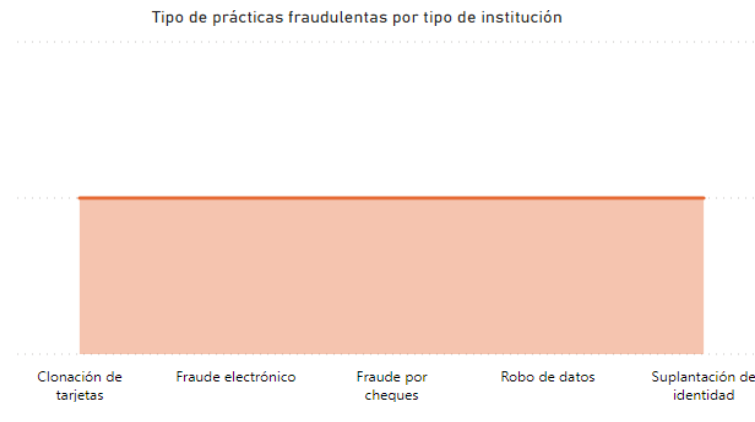 Tipo de prácticas fraudulentas por tipo de institución
Clonación de
tarjetas
Fraude electrónico
Fraude por
cheques
Robo de datos
Suplantación de
identidad